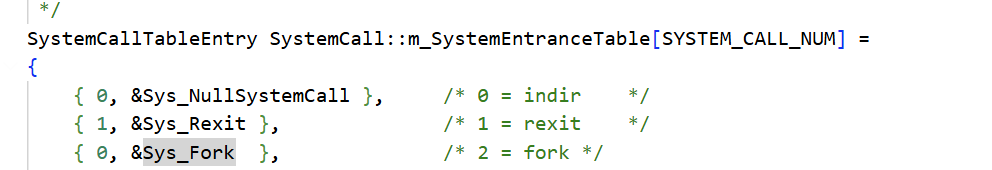 */
SystemCallTableEntry SystemCall::m_SystemEntranceTable[SYSTEM_CALL_NUM] =
{
    { 0, &Sys_NullSystemCall },     /* 0 = indir    */
    { 1, &Sys_Rexit },              /* 1 = rexit    */
    { 0, &Sys_Fork  },              /* 2 = fork */